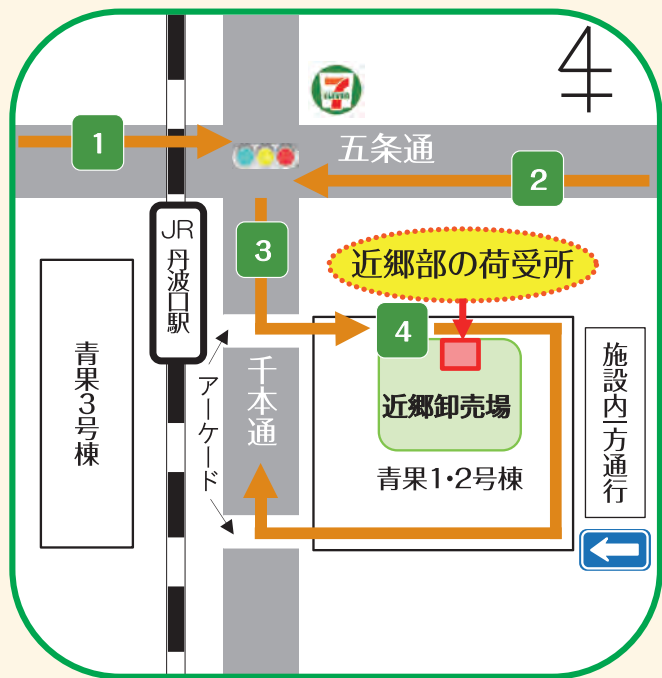 7
ELEVEN
1
五条通
2
JR
丹波口駅
3
近郷部の荷受所
4
青果3号棟
アーケード
千本通
近郷卸売場
青果1・2号棟
施設内一方通行